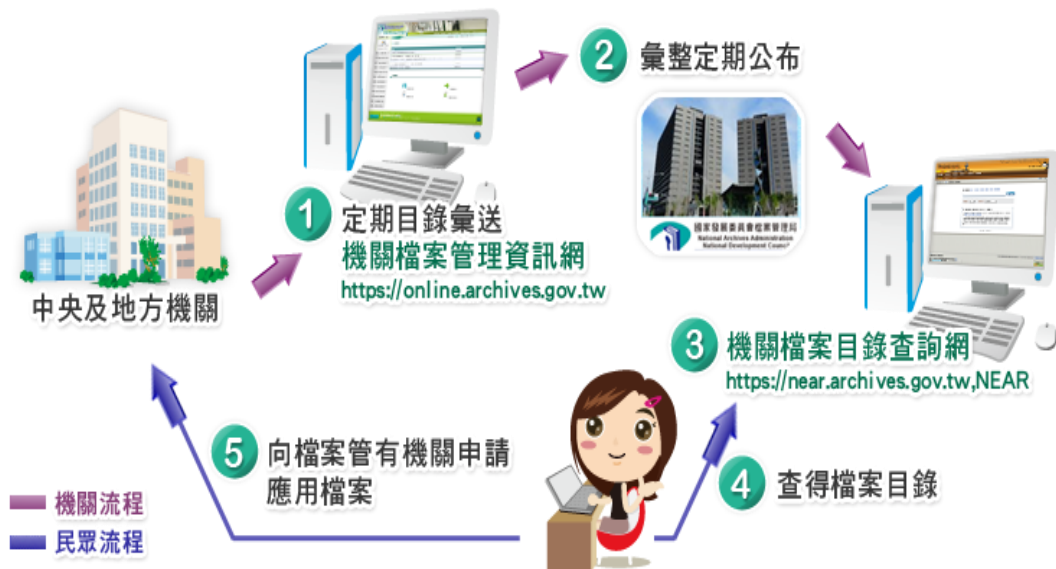 中央及地方機關
1
定期目錄彙送
機關檔案管理資訊網
https://online.archives.gov.tw
2
彙整定期公布
國家發展委員會檔案管理局
National Archives Administration
National Development Council
3
機關檔案目錄查詢網
https://near.archives.gov.tw,NEAR
4
查得檔案目錄
5
向檔案管有機關申請
應用檔案
機關流程
民眾流程